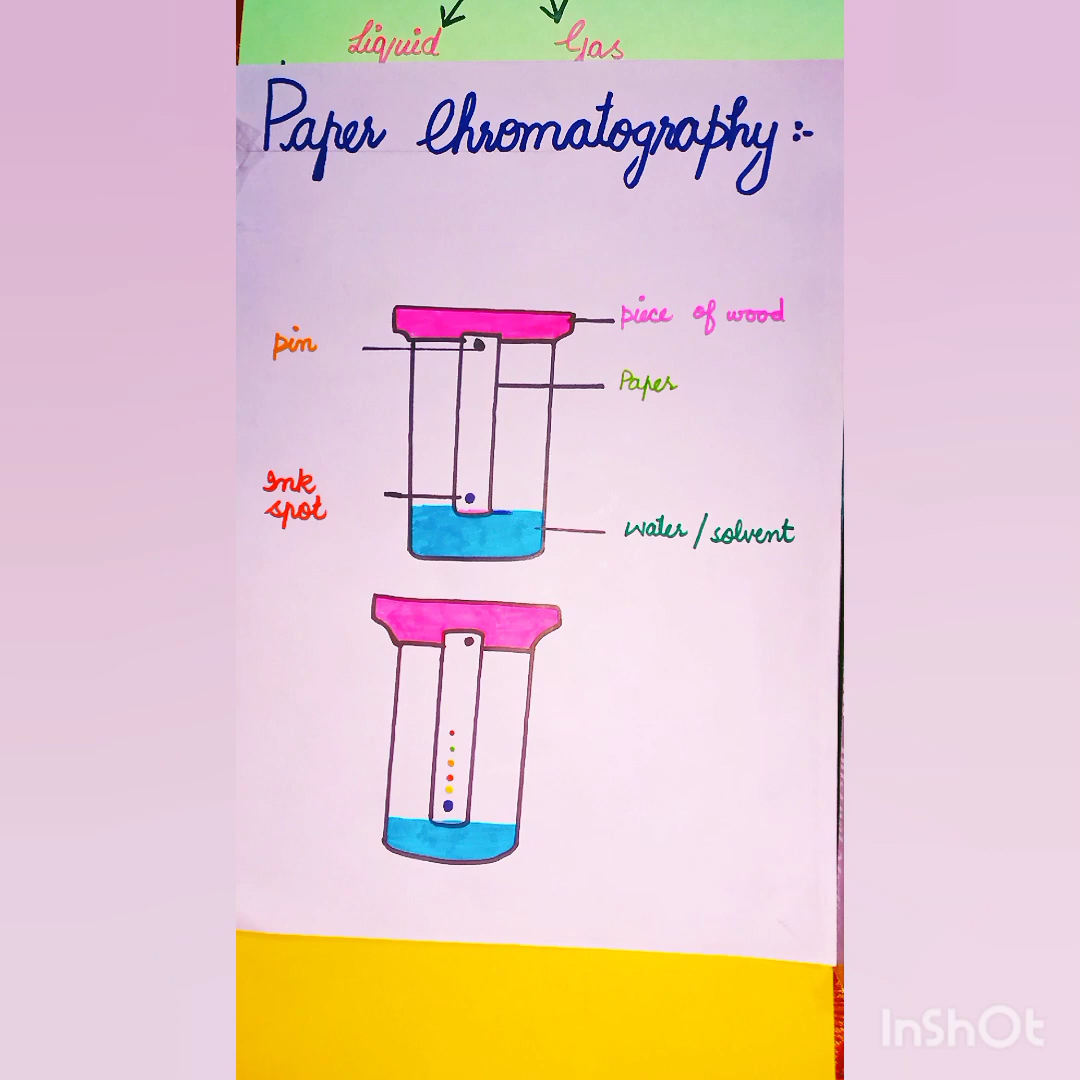 Liquid Gas
Paper Chromatography :-
piece of wood
pin
Paper
Ink
spot
water / solvent
InShOt